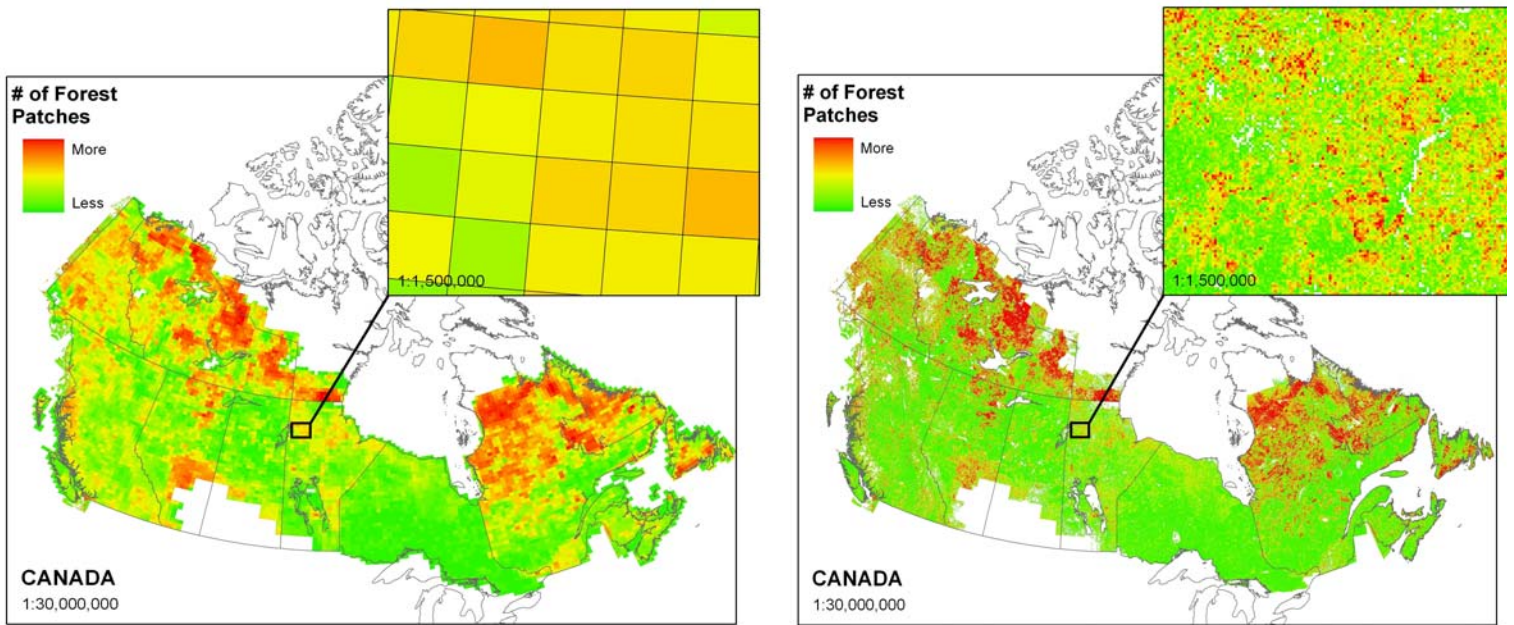 # of Forest
Patches
More
Less
1:1,500,000
CANADA
1:30,000,000
# of Forest
Patches
More
Less
1:1,500,000
CANADA
1:30,000,000